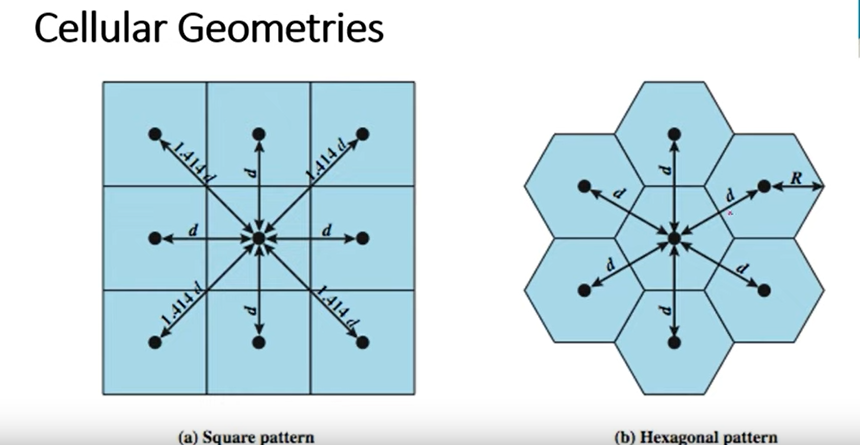 Cellular Geometries
1.414 d
d
1.414 d
d
d
1.414 d
d
1.414 d
d
d
d
R
d
d
d
(a) Square pattern
(b) Hexagonal pattern